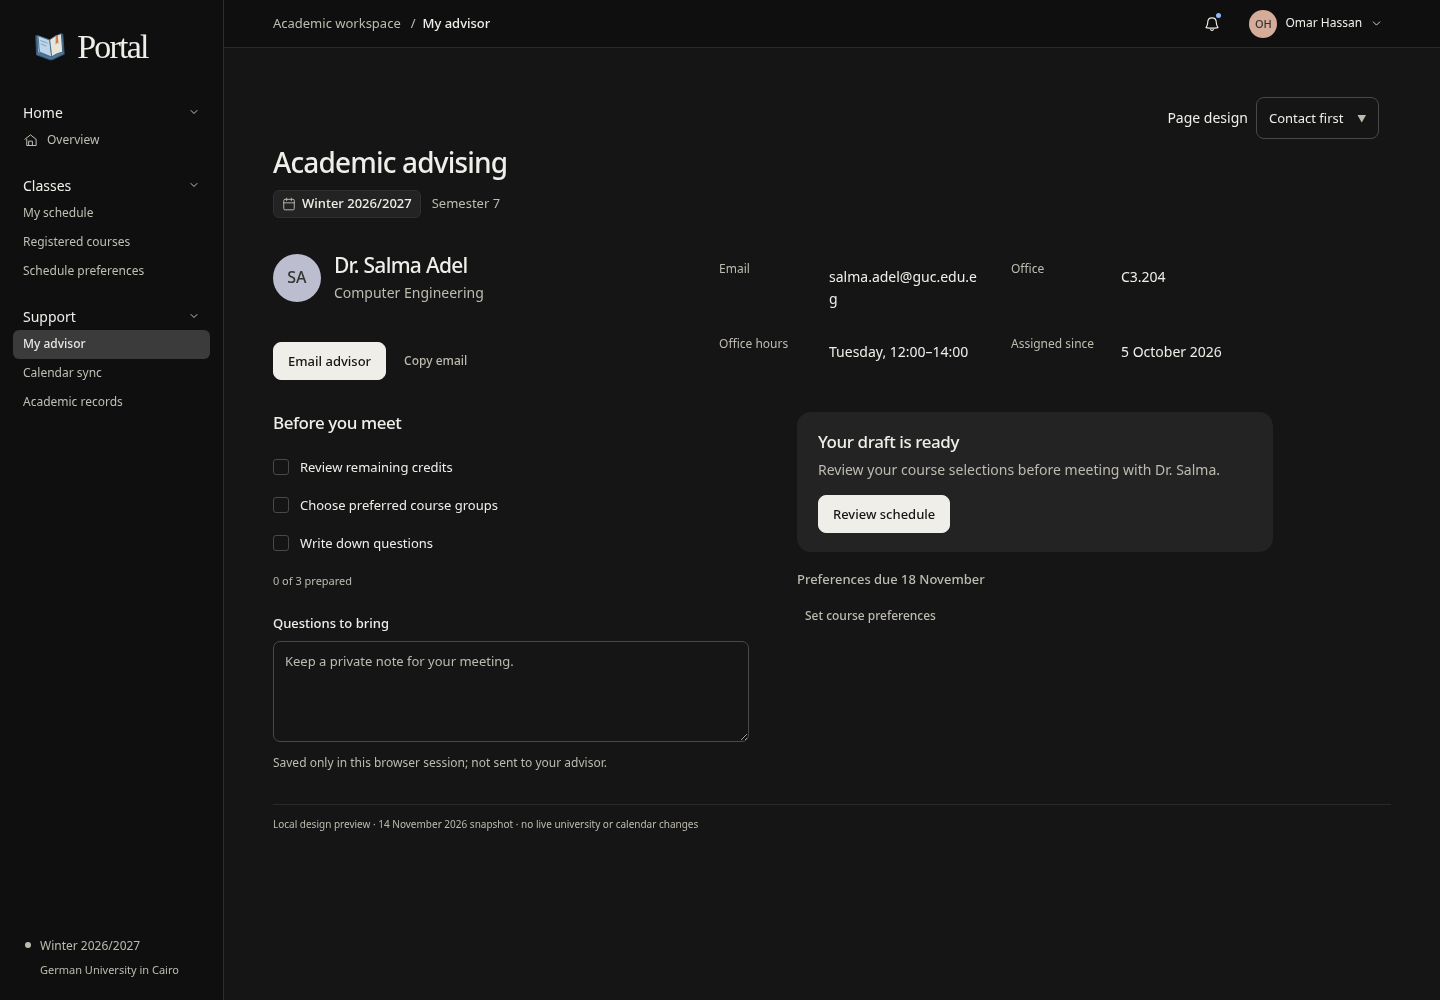 Portal
Home
Overview
Classes
My schedule
Registered courses
Schedule preferences
Support
My advisor
Calendar sync
Academic records
Winter 2026/2027
German University in Cairo
Academic workspace / My advisor
OH Omar Hassan
Page design Contact first
Academic advising
Winter 2026/2027 Semester 7
SA
Dr. Salma Adel
Computer Engineering
Email advisor Copy email
Email salma.adel@guc.edu.e
g
Office C3.204
Office hours Tuesday, 12:00–14:00
Assigned since 5 October 2026
Before you meet
Review remaining credits
Choose preferred course groups
Write down questions
0 of 3 prepared
Questions to bring
Keep a private note for your meeting.
Saved only in this browser session; not sent to your advisor.
Your draft is ready
Review your course selections before meeting with Dr. Salma.
Review schedule
Preferences due 18 November
Set course preferences
Local design preview · 14 November 2026 snapshot · no live university or calendar changes